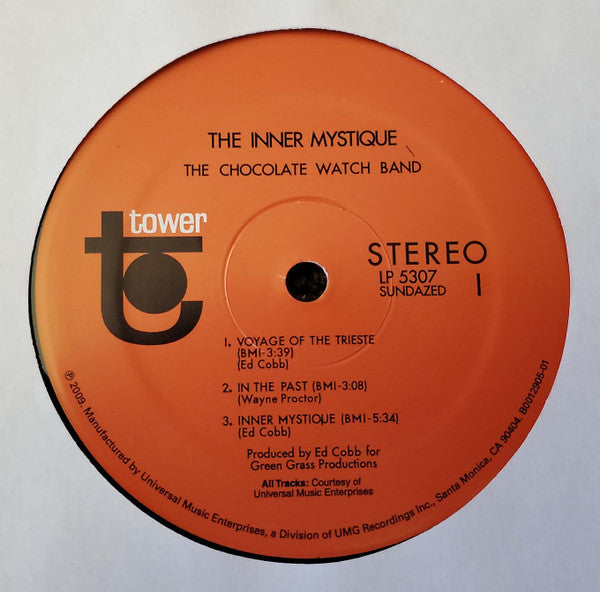 THE INNER MYSTIQUE
THE CHOCOLATE WATCH BAND
tower
STEREO
LP 5307
SUNDAZED
I
1. VOYAGE OF THE TRIESTE
(BMI-3:39)
(Ed Cobb)
2. IN THE PAST (BMI-3:08)
(Wayne Proctor)
3. INNER MYSTIQUE (BMI-5:34)
(Ed Cobb)
Produced by Ed Cobb for
Green Grass Productions
All Tracks: Courtesy of
Universal Music Enterprises
℗ 2009. Manufactured by Universal Music Enterprises, a Division of UMG Recordings Inc., Santa Monica, CA 90404. B0012905-01